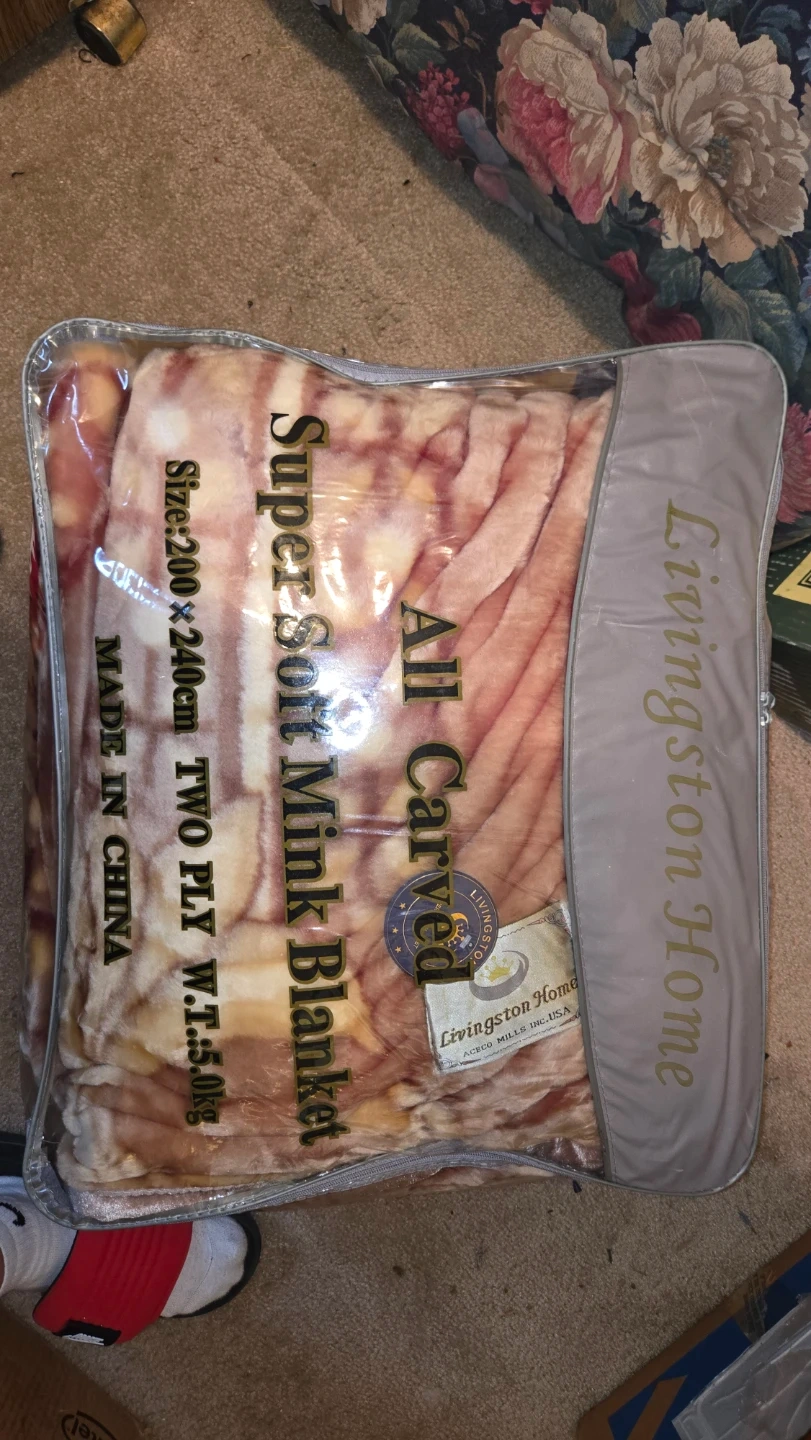 Livingston Home
All Carved
Super Soft Mink Blanket
Size:200×240cm TWO PLY W.T.:5.0kg
MADE IN CHINA
LIVINGSTO
Livingston Home
ACECO MILLS INC.USA